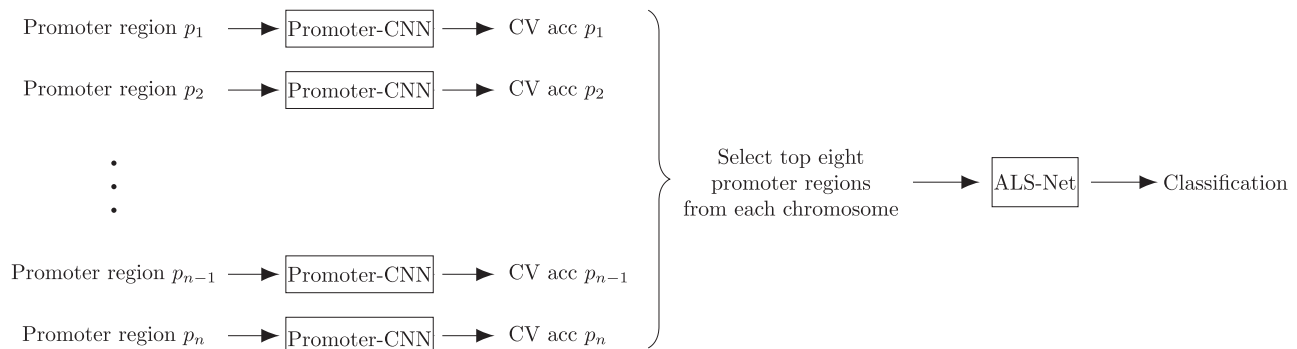 Promoter region p₁ Promoter-CNN CV acc p₁
Promoter region p₂ Promoter-CNN CV acc p₂
Promoter region pₙ₋₁ Promoter-CNN CV acc pₙ₋₁
Promoter region pₙ Promoter-CNN CV acc pₙ
Select top eight
promoter regions
from each chromosome
ALS-Net
Classification